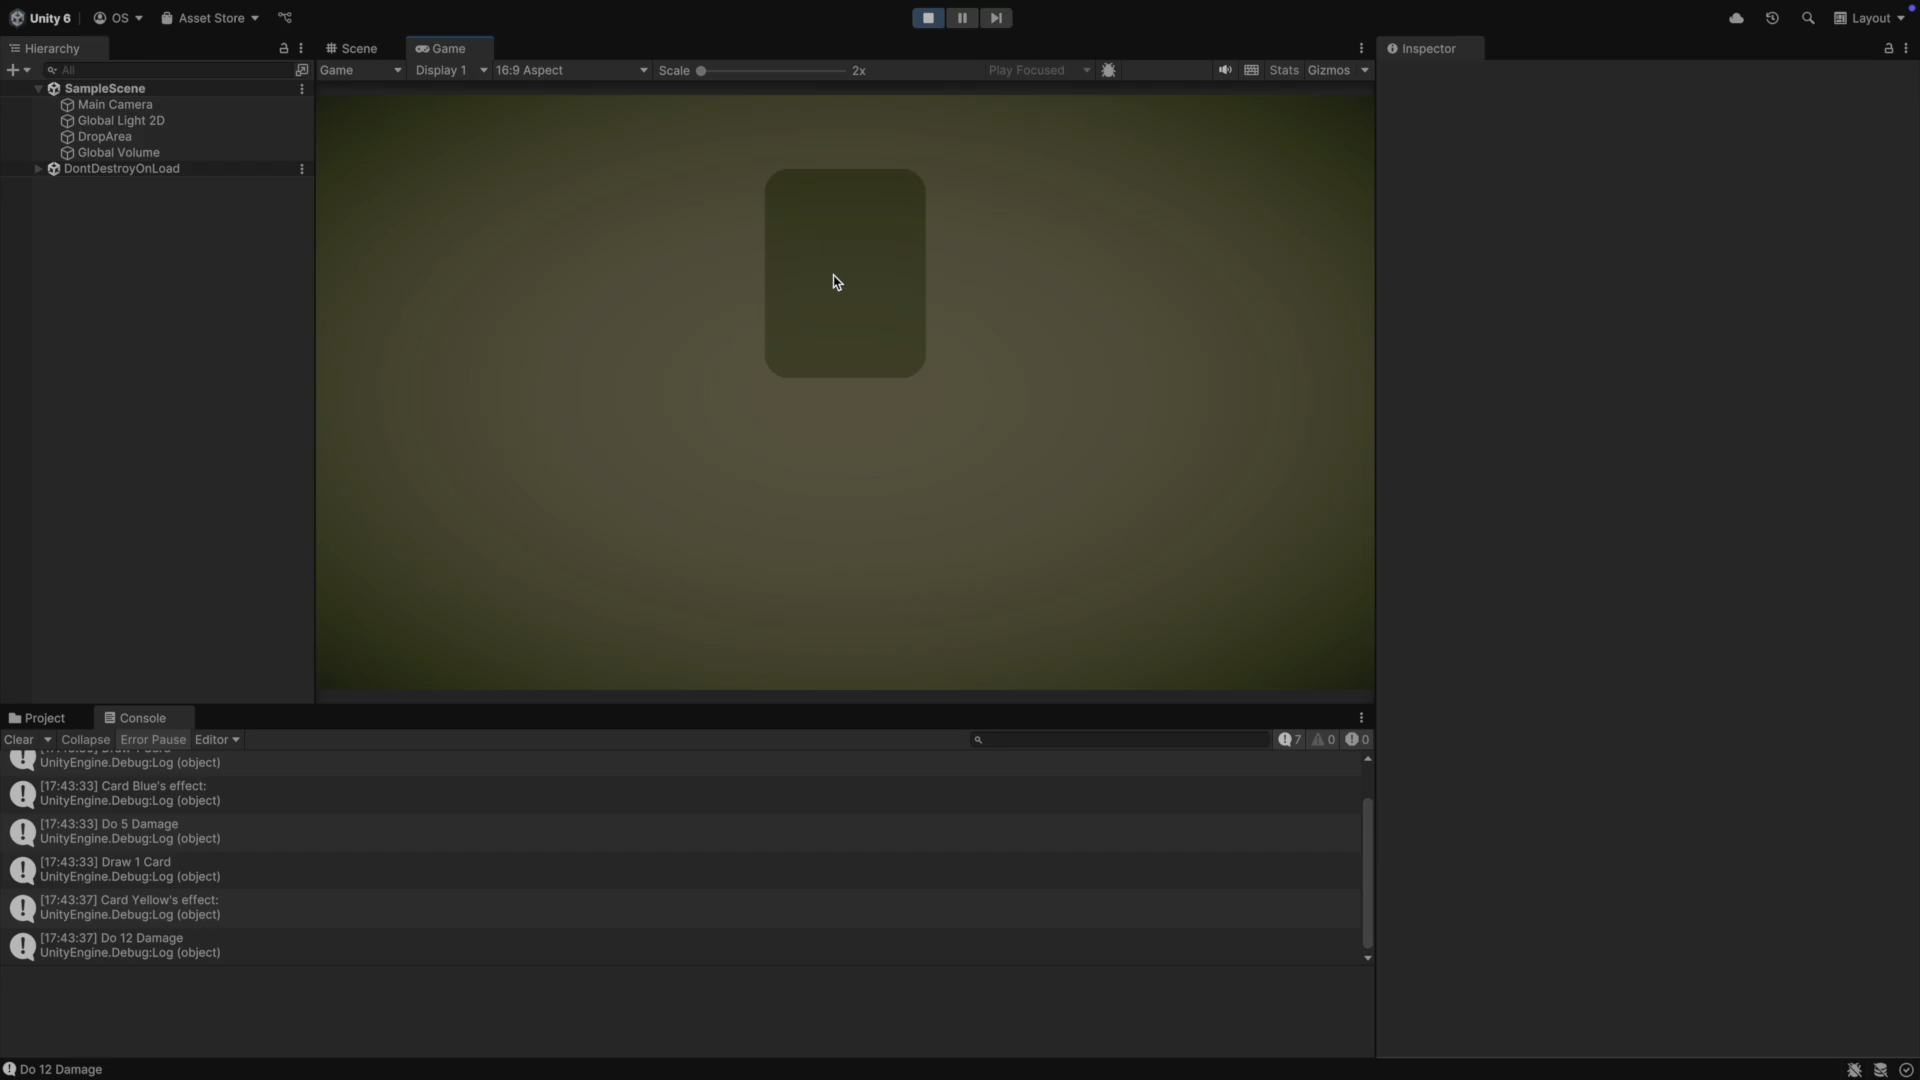 Unity 6 OS Asset Store Layout
Hierarchy Scene Game Inspector
All Game Display 1 16:9 Aspect Scale 2x Play Focused Stats Gizmos
SampleScene
Main Camera
Global Light 2D
DropArea
Global Volume
DontDestroyOnLoad
Project Console
Clear Collapse Error Pause Editor 7 0 0
UnityEngine.Debug:Log (object)
[17:43:33] Card Blue's effect:
UnityEngine.Debug:Log (object)
[17:43:33] Do 5 Damage
UnityEngine.Debug:Log (object)
[17:43:33] Draw 1 Card
UnityEngine.Debug:Log (object)
[17:43:37] Card Yellow's effect:
UnityEngine.Debug:Log (object)
[17:43:37] Do 12 Damage
UnityEngine.Debug:Log (object)
Do 12 Damage